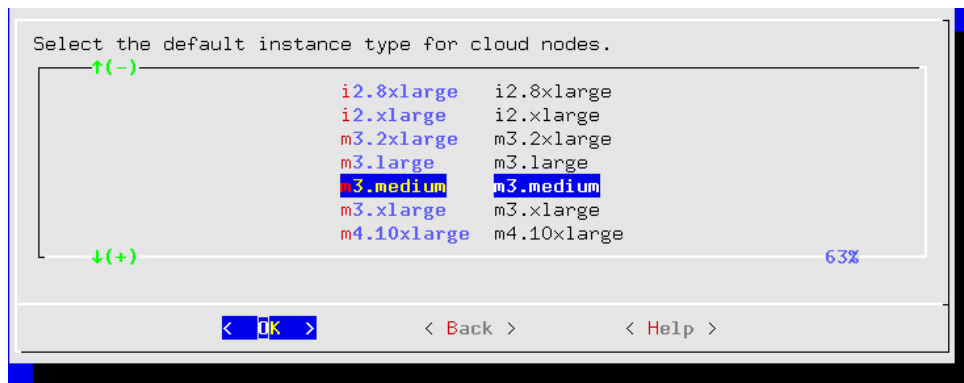 Select the default instance type for cloud nodes.
↑(-)
i2.8xlarge i2.8xlarge
i2.xlarge i2.xlarge
m3.2xlarge m3.2xlarge
m3.large m3.large
m3.medium m3.medium
m3.xlarge m3.xlarge
m4.10xlarge m4.10xlarge
↓(+) 63%
< OK > < Back > < Help >